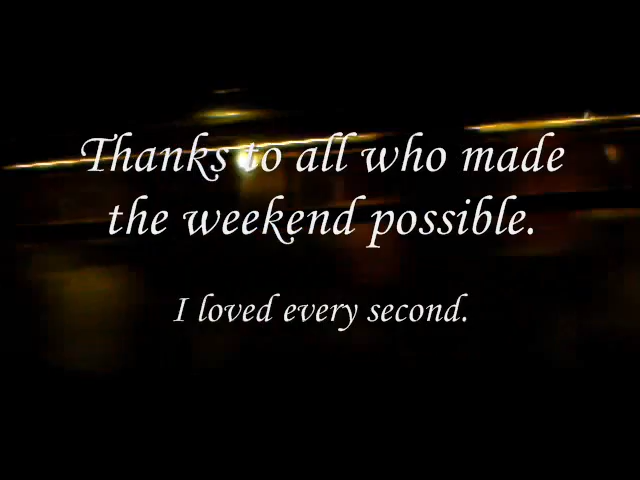 Thanks to all who made
the weekend possible.
I loved every second.